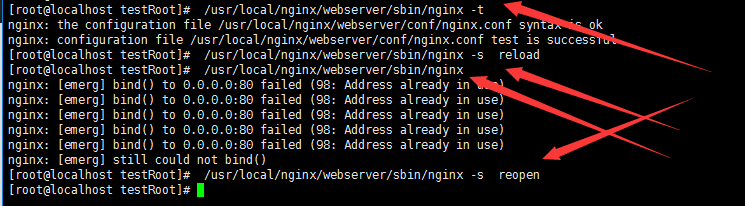 [root@localhost testRoot]# /usr/local/nginx/webserver/sbin/nginx -t
nginx: the configuration file /usr/local/nginx/webserver/conf/nginx.conf syntax is ok
nginx: configuration file /usr/local/nginx/webserver/conf/nginx.conf test is successful
[root@localhost testRoot]# /usr/local/nginx/webserver/sbin/nginx -s  reload
[root@localhost testRoot]# /usr/local/nginx/webserver/sbin/nginx
nginx: [emerg] bind() to 0.0.0.0:80 failed (98: Address already in use)
nginx: [emerg] bind() to 0.0.0.0:80 failed (98: Address already in use)
nginx: [emerg] bind() to 0.0.0.0:80 failed (98: Address already in use)
nginx: [emerg] bind() to 0.0.0.0:80 failed (98: Address already in use)
nginx: [emerg] bind() to 0.0.0.0:80 failed (98: Address already in use)
nginx: [emerg] still could not bind()
[root@localhost testRoot]# /usr/local/nginx/webserver/sbin/nginx -s  reopen
[root@localhost testRoot]#